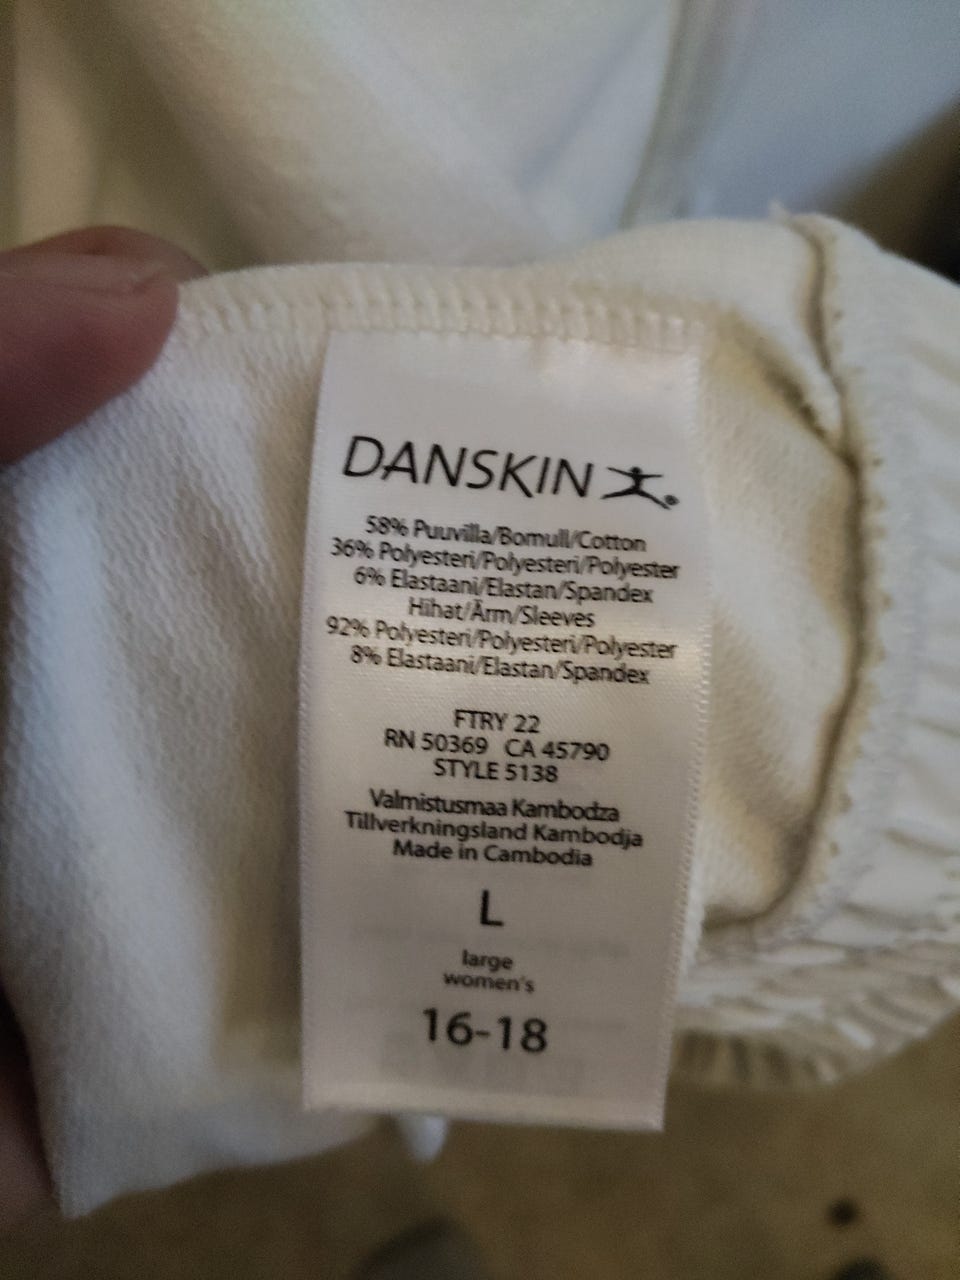 DANSKIN
58% Puuvilla/Bomull/Cotton
36% Polyesteri/Polyesteri/Polyester
6% Elastaani/Elastan/Spandex
Hihat/Ärm/Sleeves
92% Polyesteri/Polyesteri/Polyester
8% Elastaani/Elastan/Spandex
FTRY 22
RN 50369 CA 45790
STYLE 5138
Valmistusmaa Kambodza
Tillverkningsland Kambodja
Made in Cambodia
L
large
women's
16-18